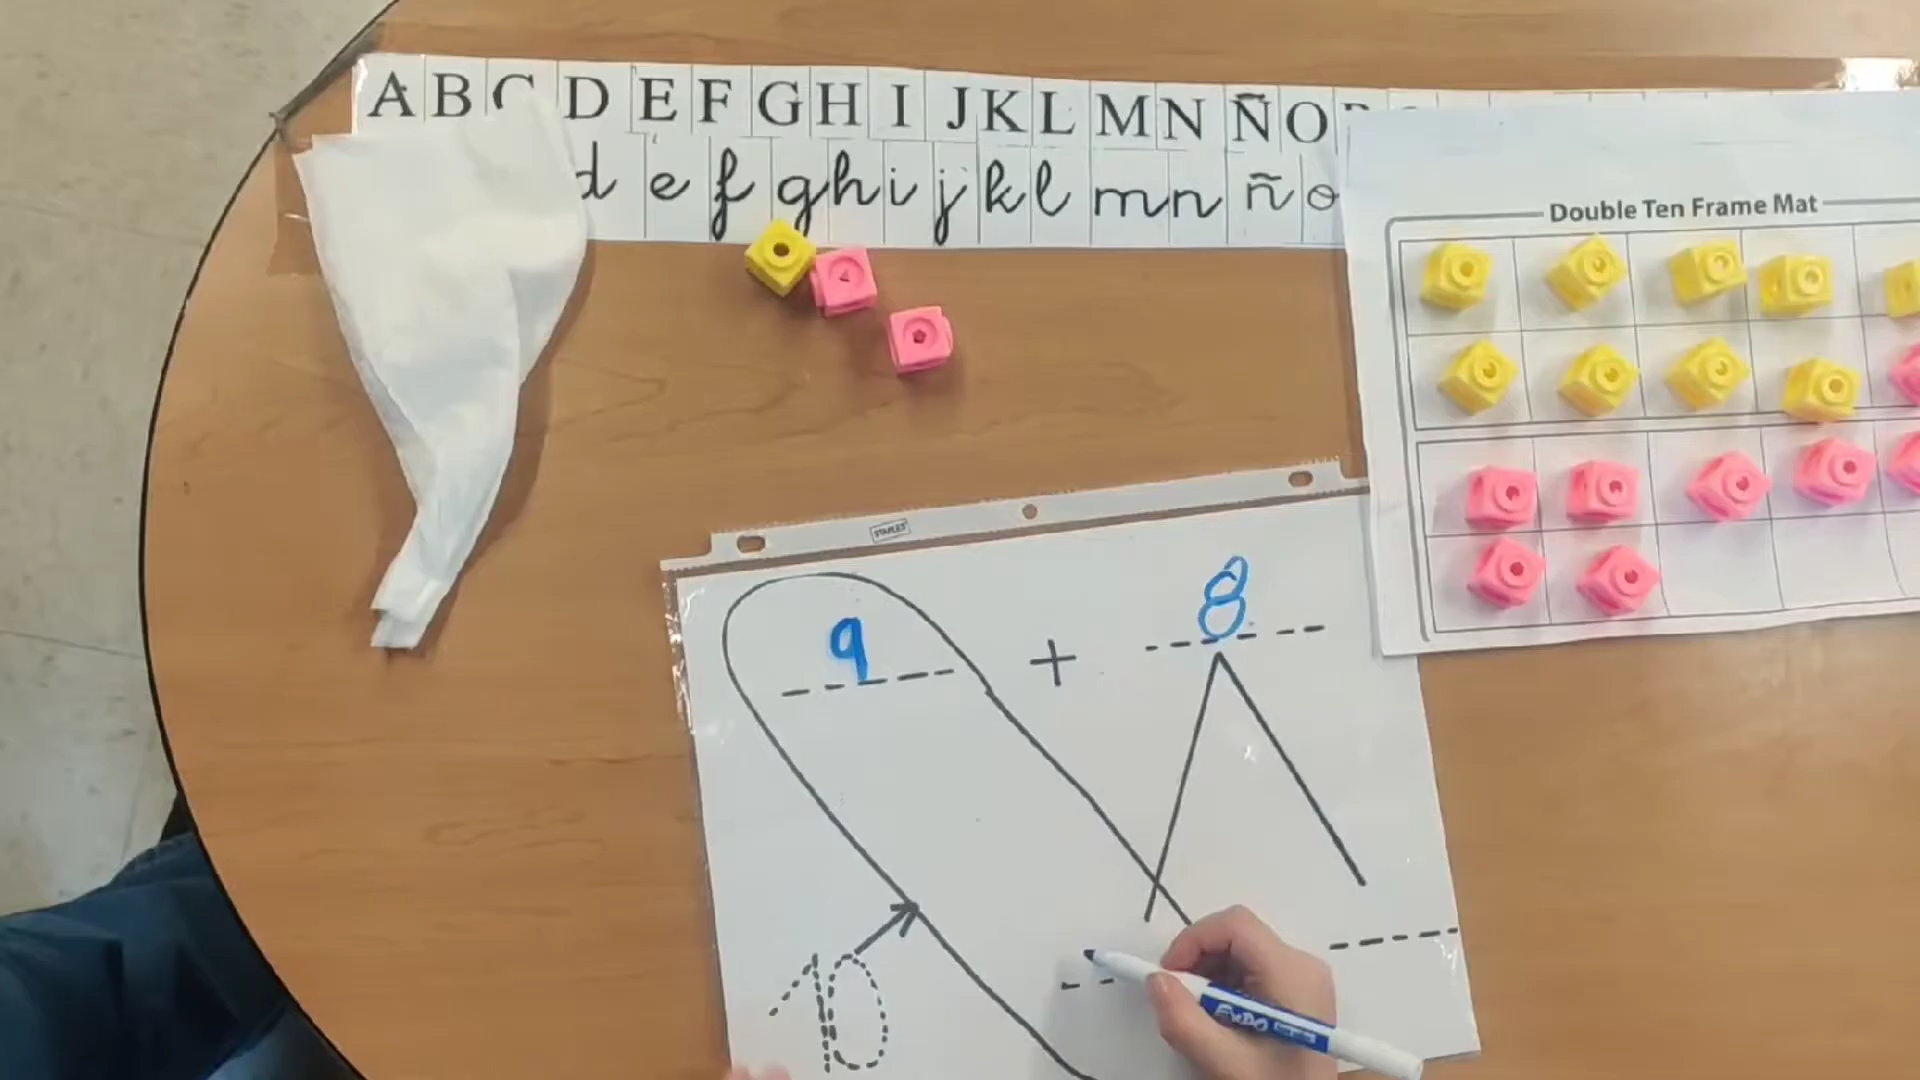 A B C D E F G H I J K L M N Ñ O
d e f g h i j k l m n ñ o
Double Ten Frame Mat
STAPLES
9 + 8
10
EXPO